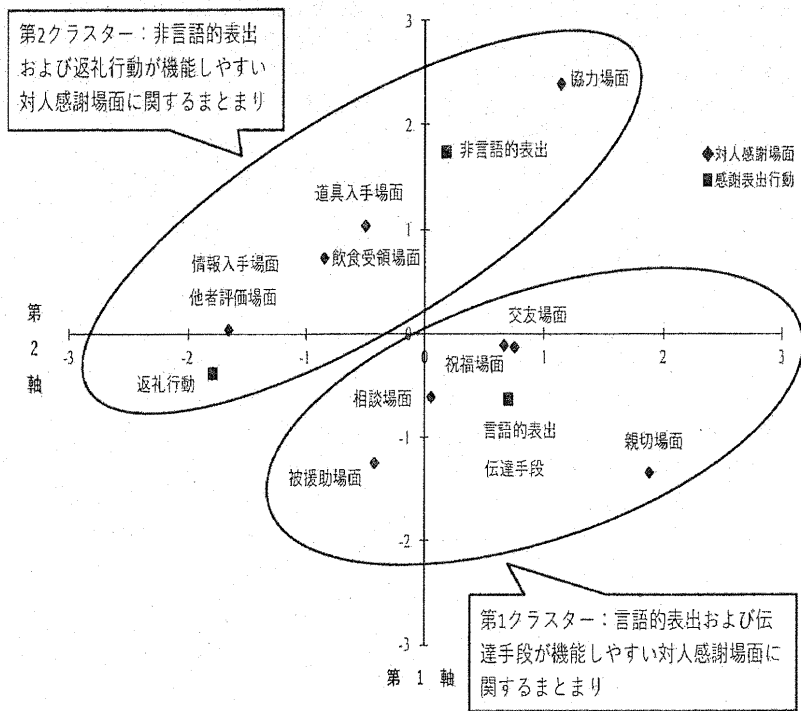 第2クラスター：非言語的表出
および返礼行動が機能しやすい
対人感謝場面に関するまとまり
3
協力場面
2
非言語的表出
◆対人感謝場面
■感謝表出行動
道具入手場面
1
飲食受領場面
情報入手場面
他者評価場面
交友場面
第2軸
-3
-2
-1
0
1
2
3
祝福場面
返礼行動
相談場面
言語的表出
伝達手段
-1
親切場面
被援助場面
-2
第1クラスター：言語的表出および伝
達手段が機能しやすい対人感謝場面に
関するまとまり
-3
第1軸